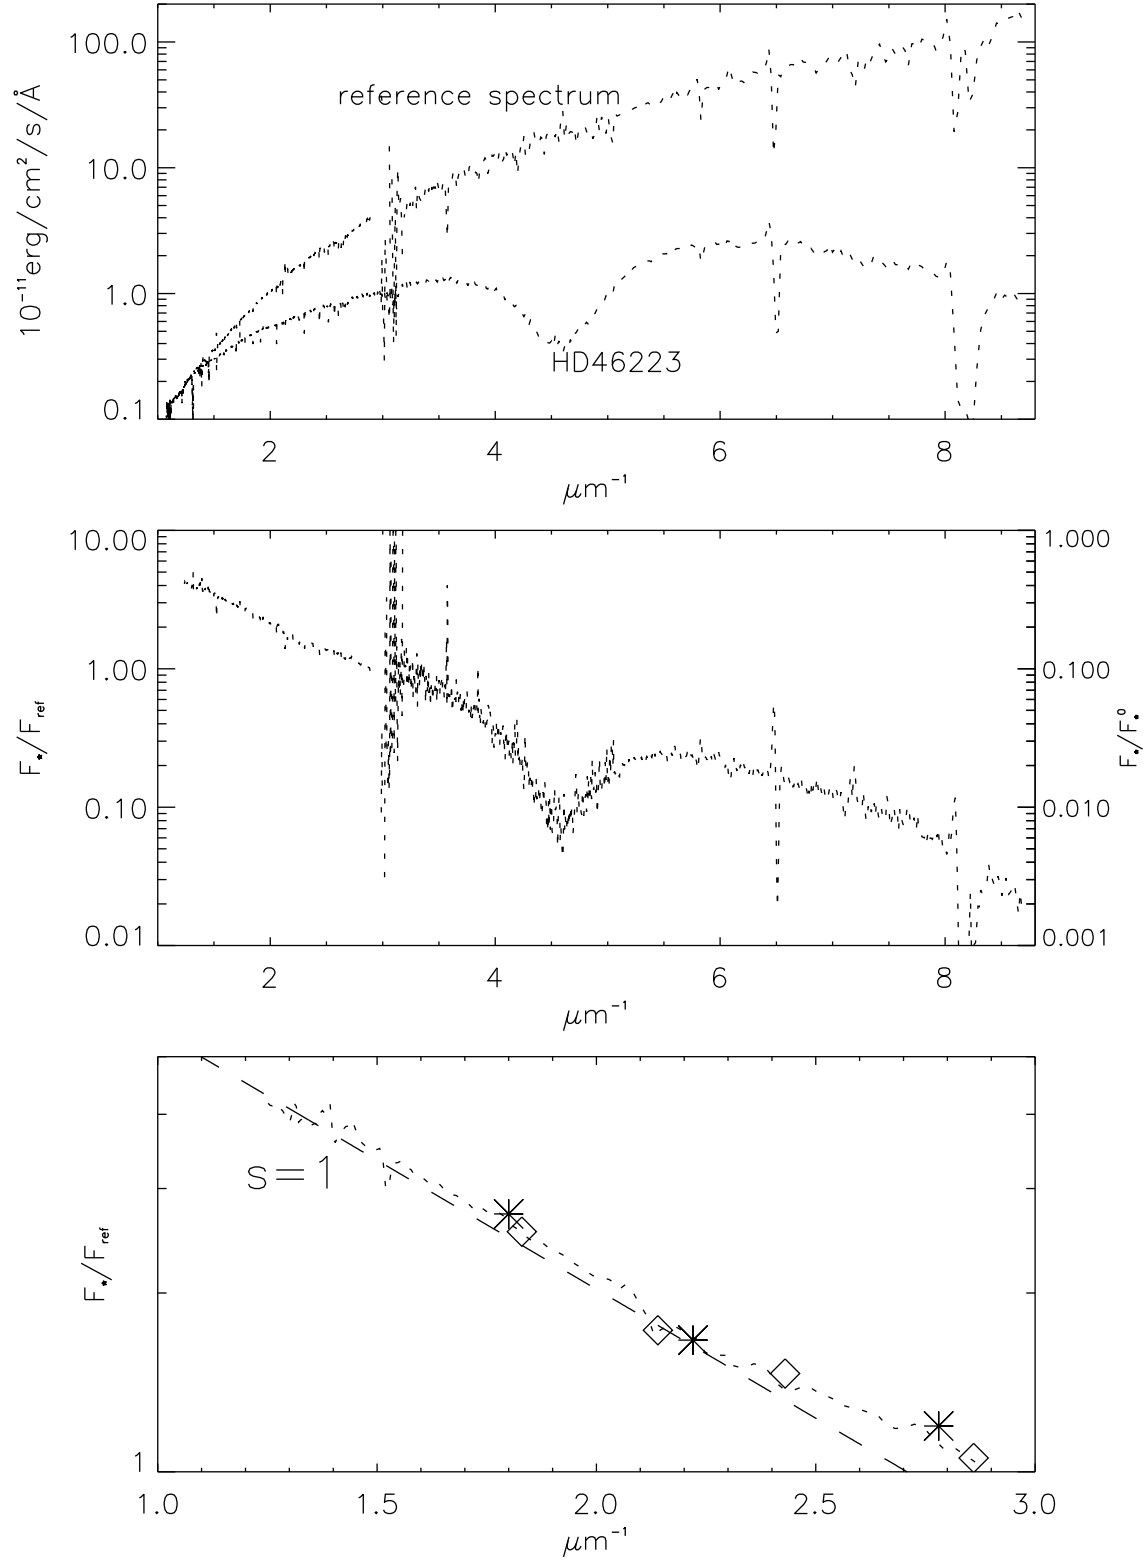 100.0
10.0
1.0
0.1
10⁻¹¹erg/cm²/s/Å
reference spectrum
HD46223
2 4 6 8
μm⁻¹
10.00
1.00
0.10
0.01
F*/Fref
1.000
0.100
0.010
0.001
F*/F*⁰
2 4 6 8
μm⁻¹
s=1
F*/Fref
1
1.0 1.5 2.0 2.5 3.0
μm⁻¹